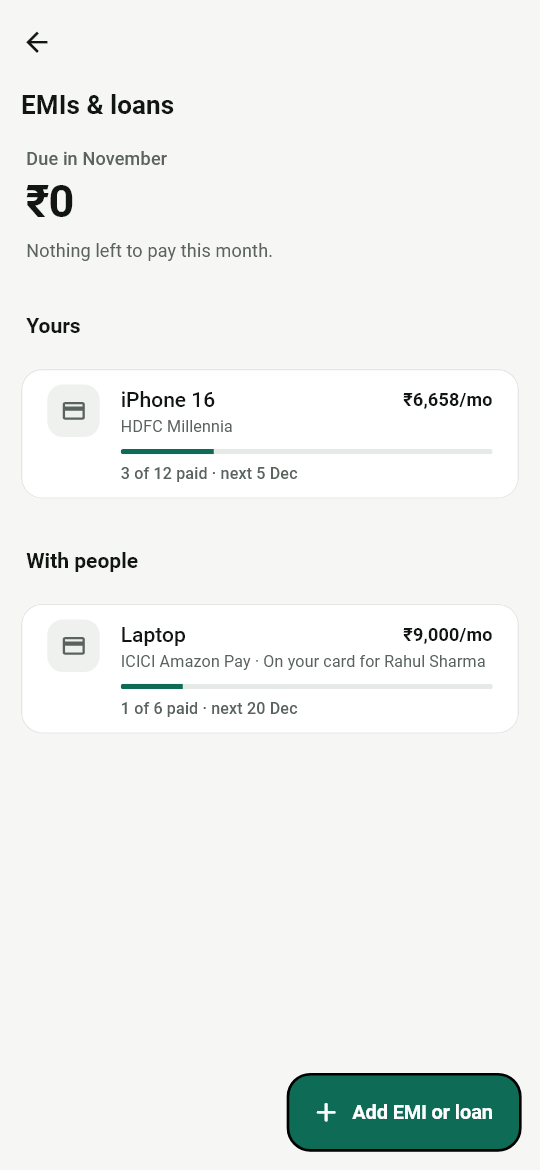 EMIs & loans
Due in November
₹0
Nothing left to pay this month.
Yours
iPhone 16
₹6,658/mo
HDFC Millennia
3 of 12 paid · next 5 Dec
With people
Laptop
₹9,000/mo
ICICI Amazon Pay · On your card for Rahul Sharma
1 of 6 paid · next 20 Dec
Add EMI or loan